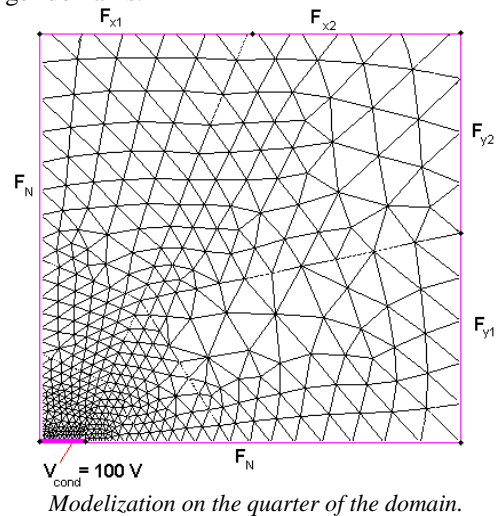 F_x1 F_x2
F_y2
F_N
F_y1
F_N
V_cond = 100 V
Modelization on the quarter of the domain.